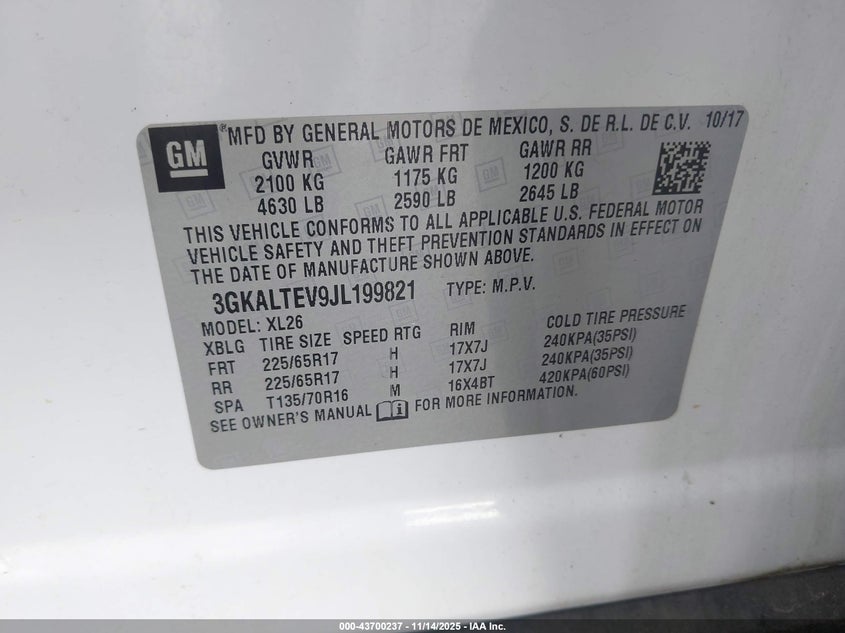 GM
® MFD BY GENERAL MOTORS DE MEXICO, S. DE R.L. DE C.V. 10/17
GVWR GAWR FRT GAWR RR
2100 KG 1175 KG 1200 KG
4630 LB 2590 LB 2645 LB
THIS VEHICLE CONFORMS TO ALL APPLICABLE U.S. FEDERAL MOTOR
VEHICLE SAFETY AND THEFT PREVENTION STANDARDS IN EFFECT ON
THE DATE OF MANUFACTURE SHOWN ABOVE.
3GKALTEV9JL199821 TYPE: M.P.V.
MODEL: XL26
XBLG TIRE SIZE SPEED RTG RIM COLD TIRE PRESSURE
FRT 225/65R17 H 17X7J 240KPA(35PSI)
RR 225/65R17 H 17X7J 240KPA(35PSI)
SPA T135/70R16 M 16X4BT 420KPA(60PSI)
SEE OWNER'S MANUAL FOR MORE INFORMATION.
000-43700237 - 11/14/2025 - IAA Inc.